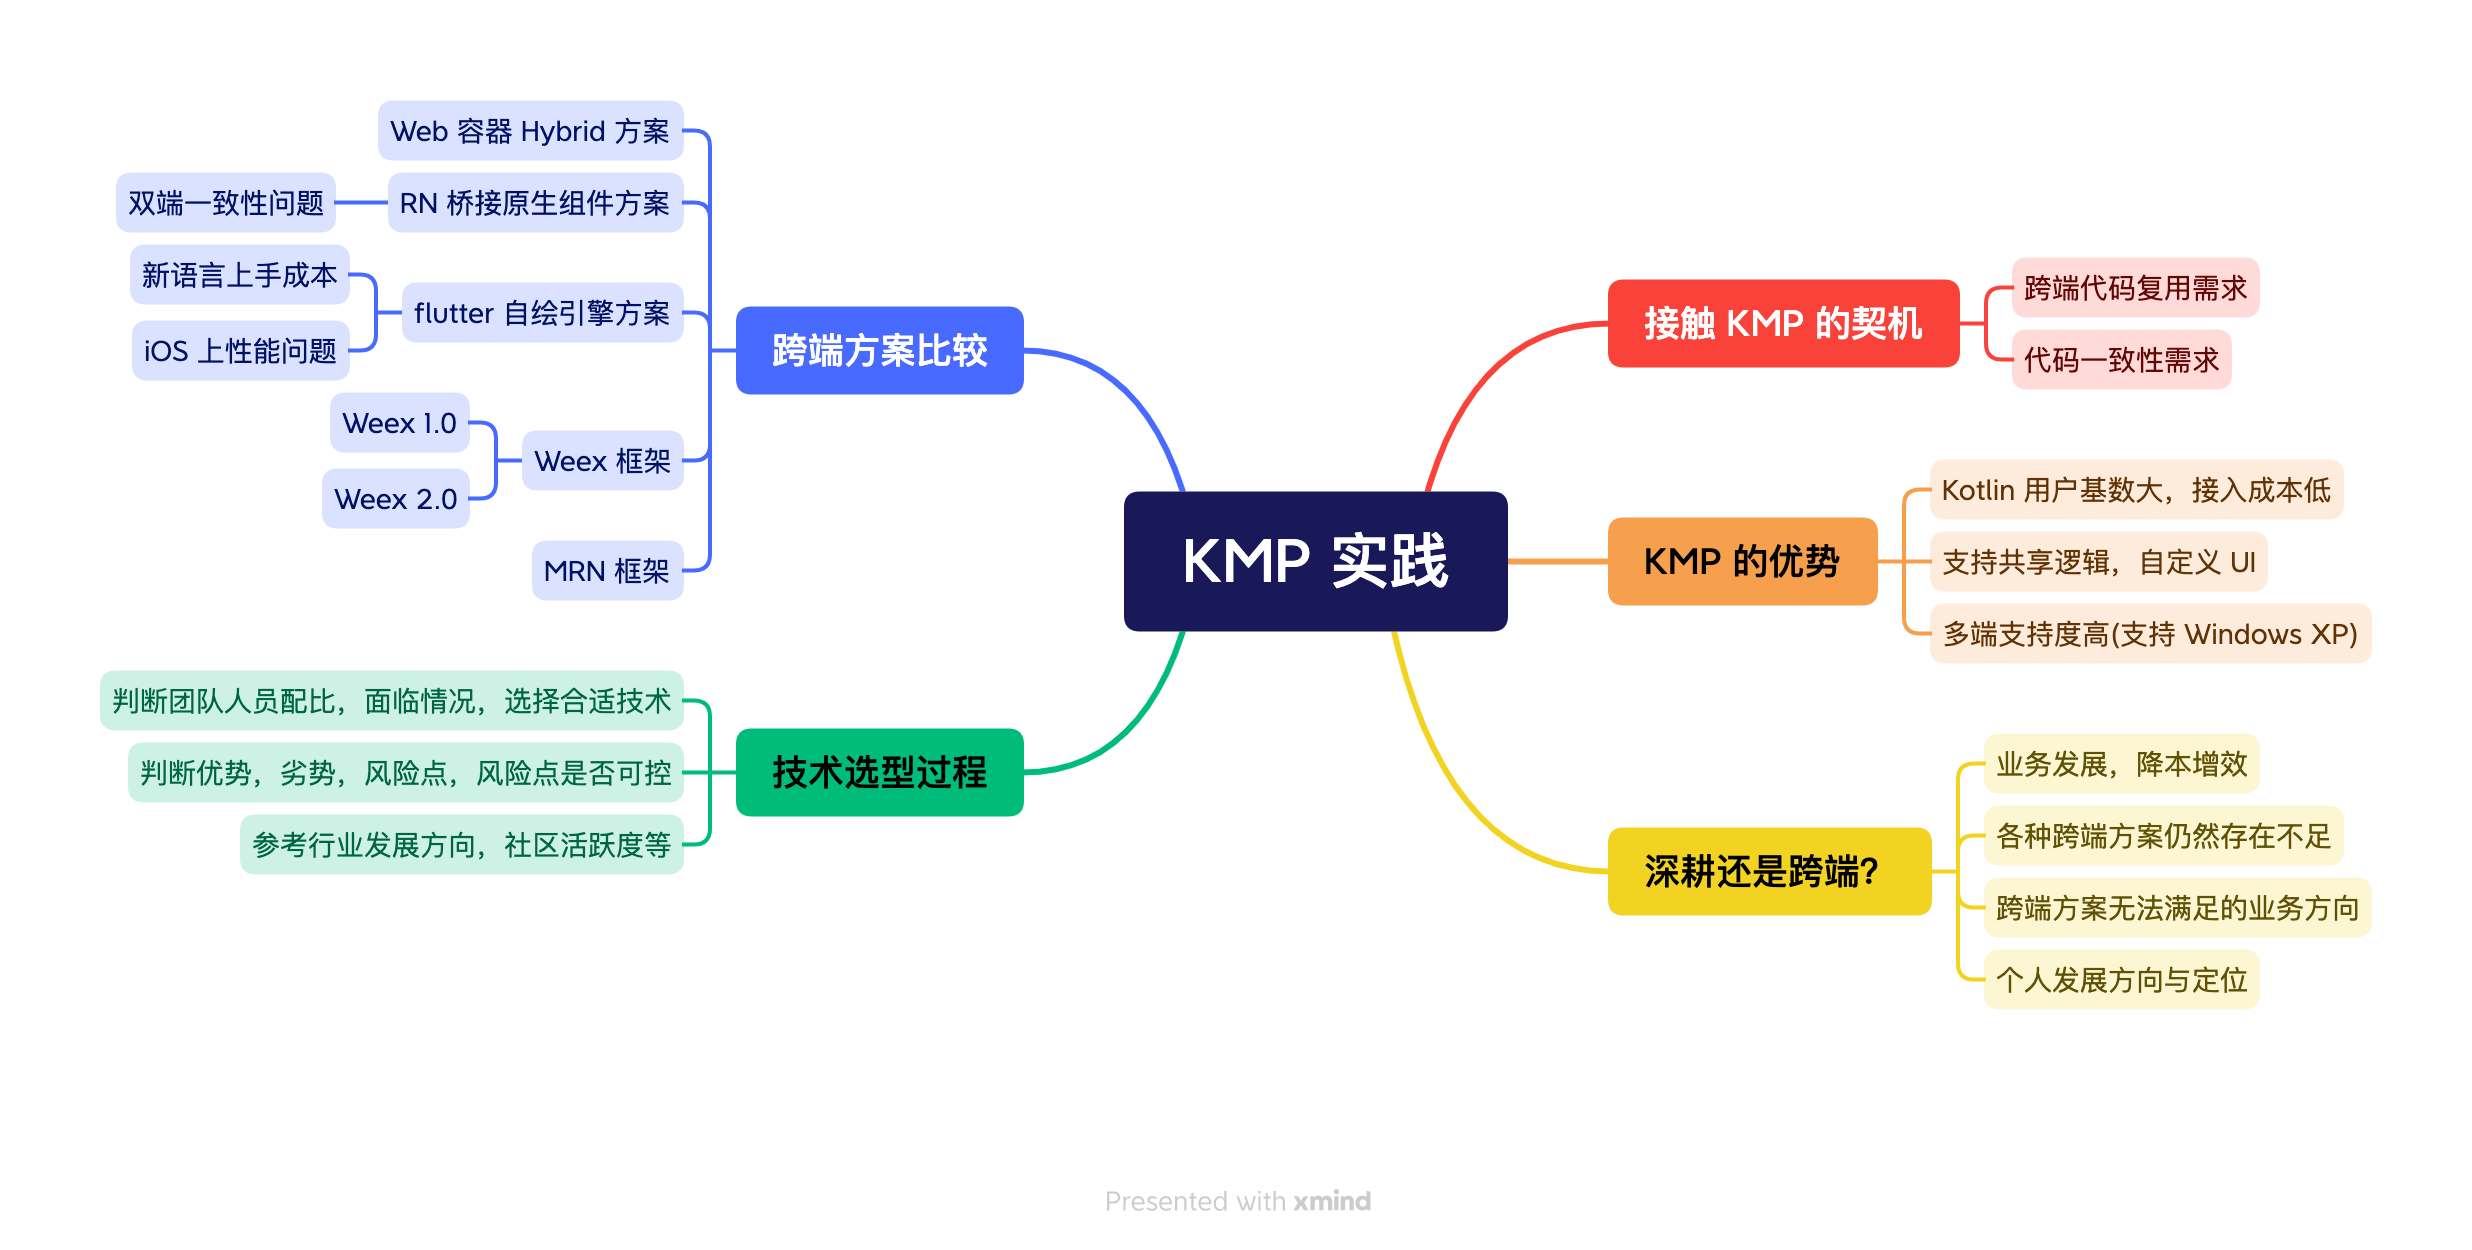 KMP 实践
接触 KMP 的契机
跨端代码复用需求
代码一致性需求
KMP 的优势
Kotlin 用户基数大，接入成本低
支持共享逻辑，自定义 UI
多端支持度高(支持 Windows XP)
深耕还是跨端？
业务发展，降本增效
各种跨端方案仍然存在不足
跨端方案无法满足的业务方向
个人发展方向与定位
跨端方案比较
Web 容器 Hybrid 方案
RN 桥接原生组件方案
双端一致性问题
flutter 自绘引擎方案
新语言上手成本
iOS 上性能问题
Weex 框架
Weex 1.0
Weex 2.0
MRN 框架
技术选型过程
判断团队人员配比，面临情况，选择合适技术
判断优势，劣势，风险点，风险点是否可控
参考行业发展方向，社区活跃度等
Presented with xmind